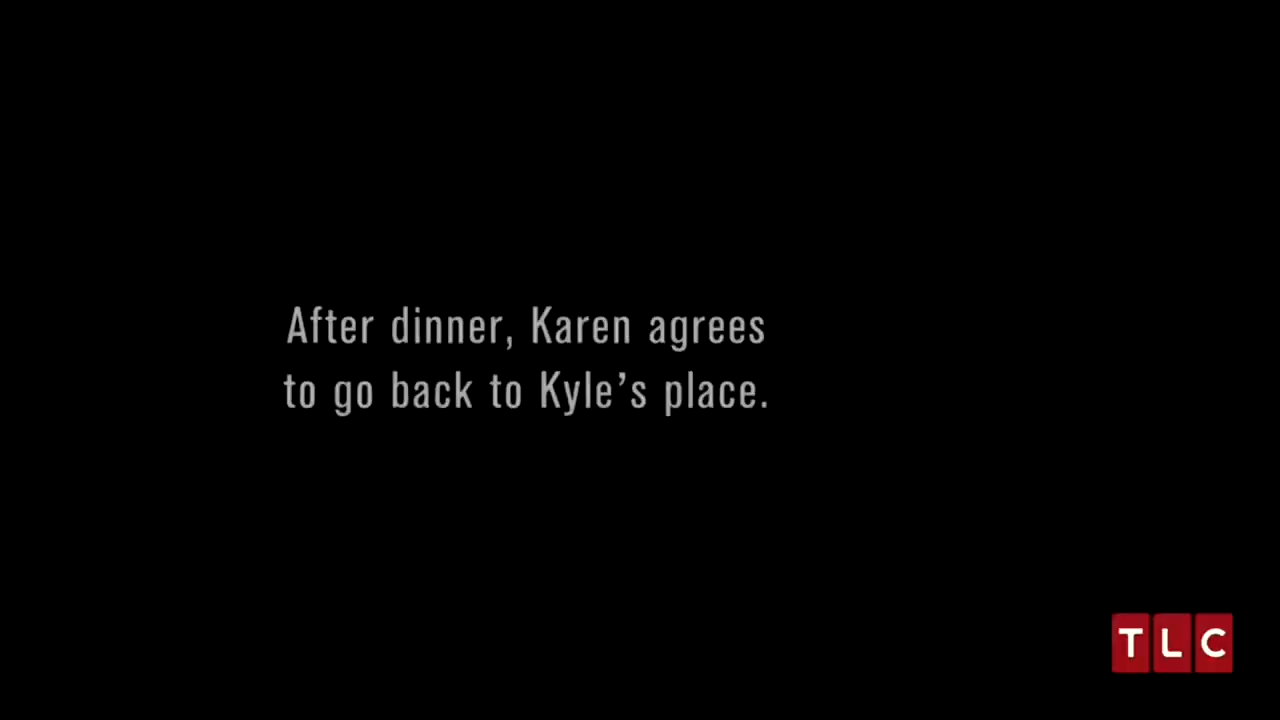 After dinner, Karen agrees
to go back to Kyle’s place.
TLC